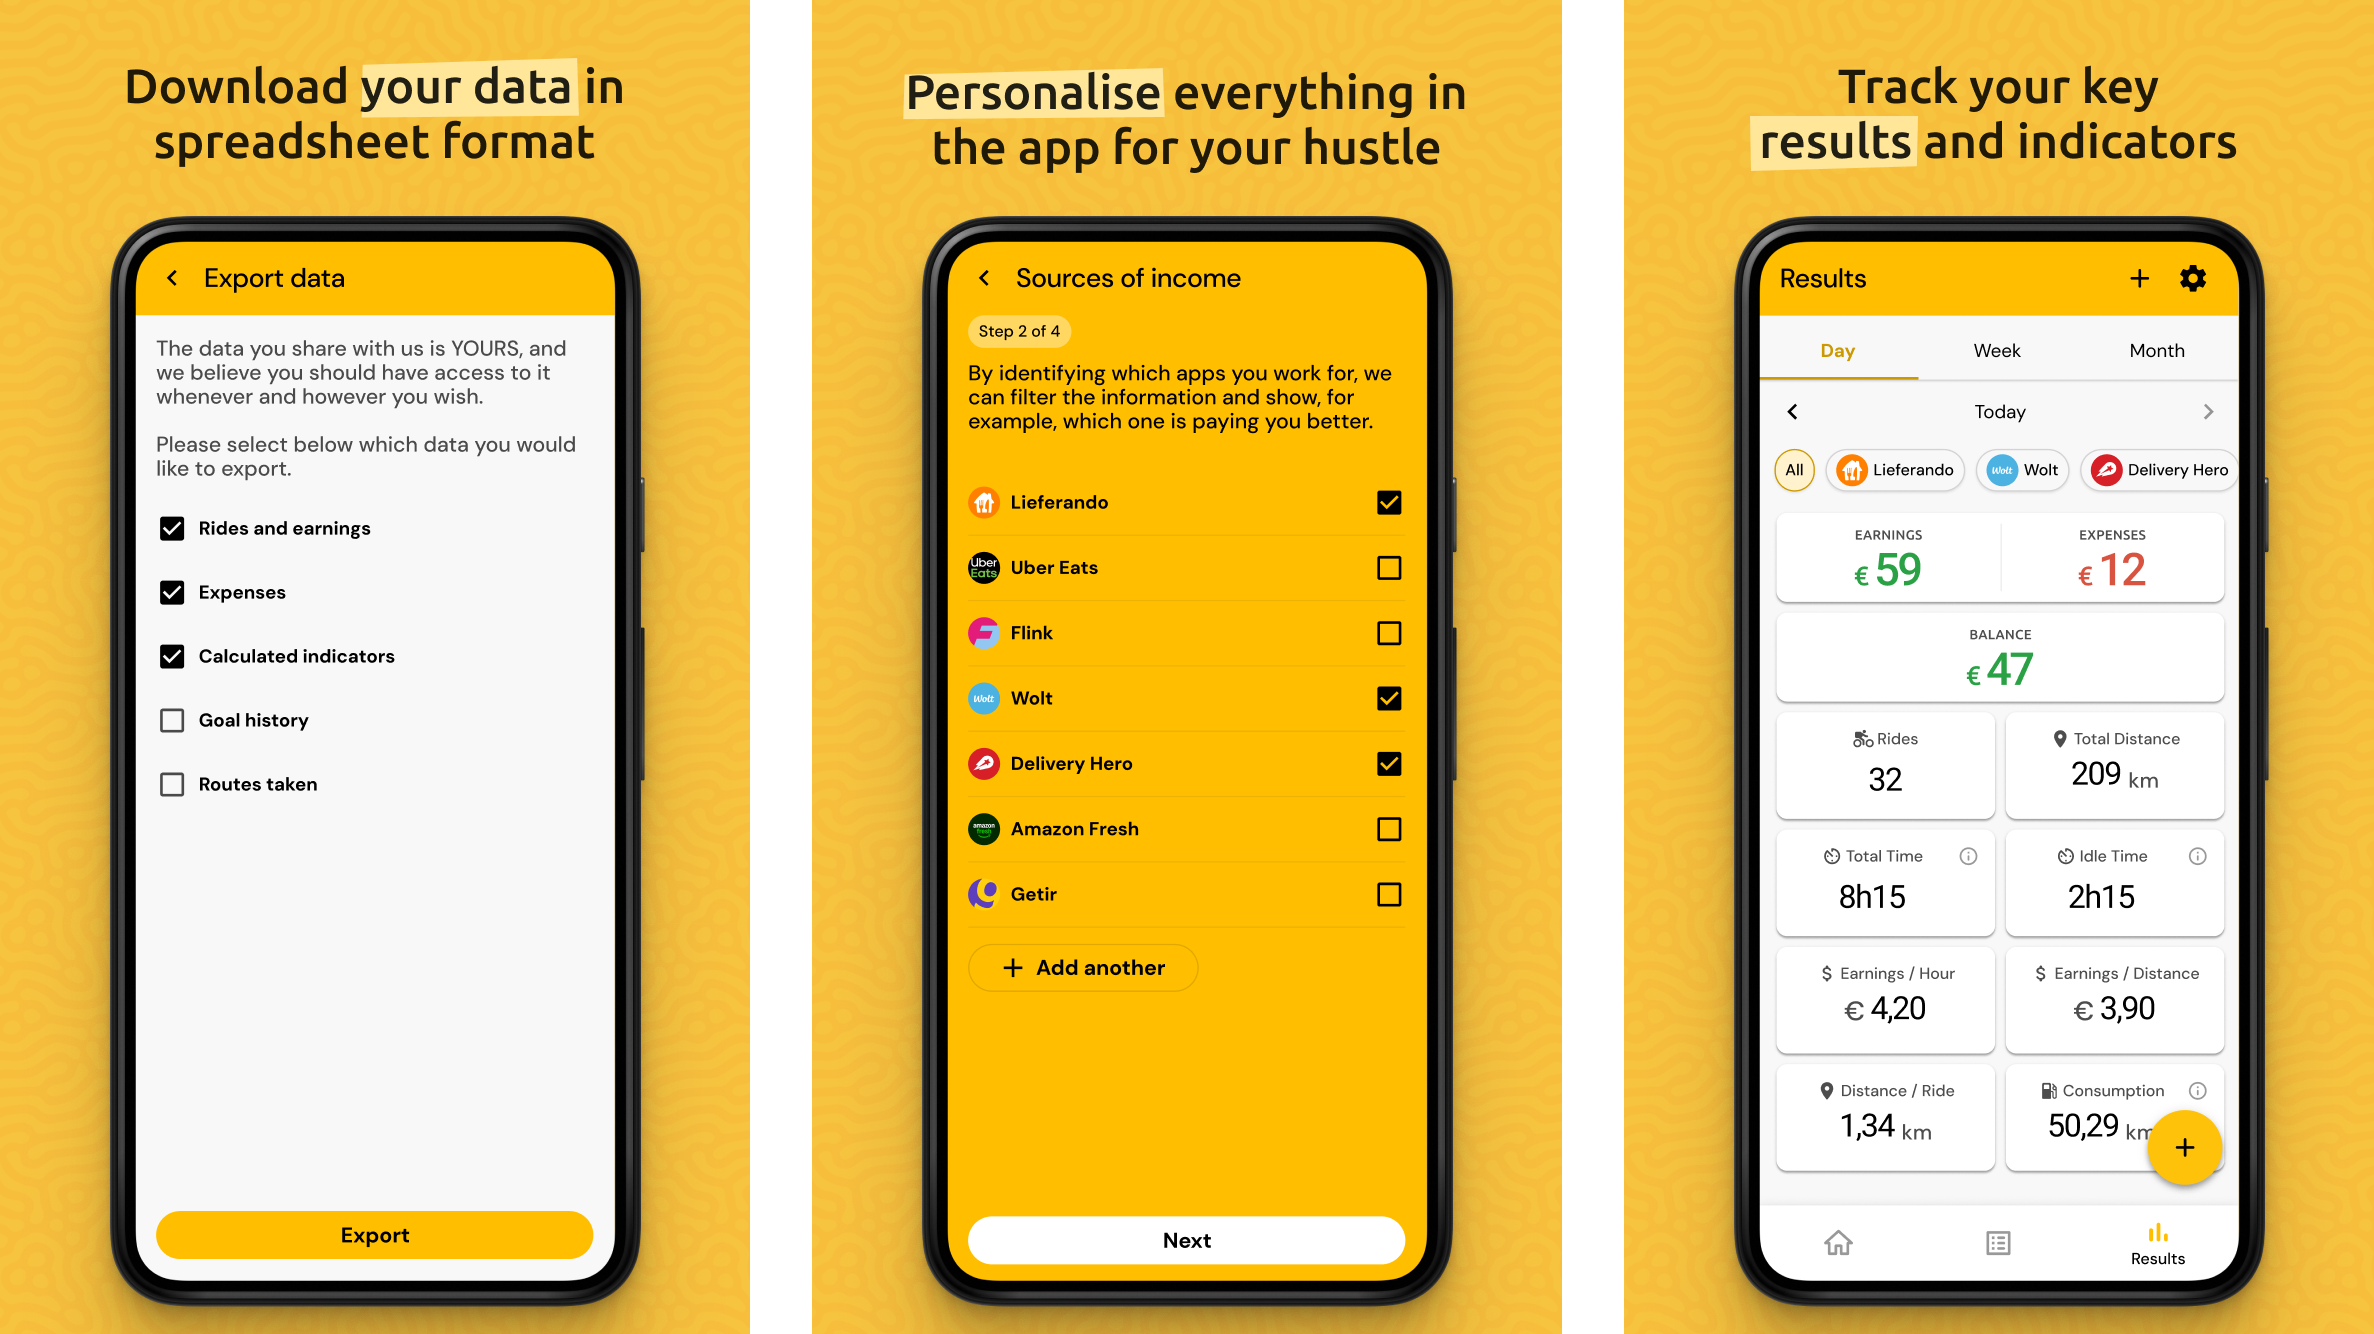 Download your data in
spreadsheet format
Export data
The data you share with us is YOURS, and
we believe you should have access to it
whenever and however you wish.
Please select below which data you would
like to export.
Rides and earnings
Expenses
Calculated indicators
Goal history
Routes taken
Export
Personalise everything in
the app for your hustle
Sources of income
Step 2 of 4
By identifying which apps you work for, we
can filter the information and show, for
example, which one is paying you better.
Lieferando
Uber Eats Uber Eats
Flink
Wolt Wolt
Delivery Hero
amazon fresh Amazon Fresh
Getir
+ Add another
Next
Track your key
results and indicators
Results
Day Week Month
Today
All Lieferando Wolt Wolt Delivery Hero
EARNINGS EXPENSES
€ 59 € 12
BALANCE
€ 47
Rides Total Distance
32 209 km
Total Time Idle Time
8h15 2h15
$ Earnings / Hour $ Earnings / Distance
€ 4,20 € 3,90
Distance / Ride Consumption
1,34 km 50,29 km
Results